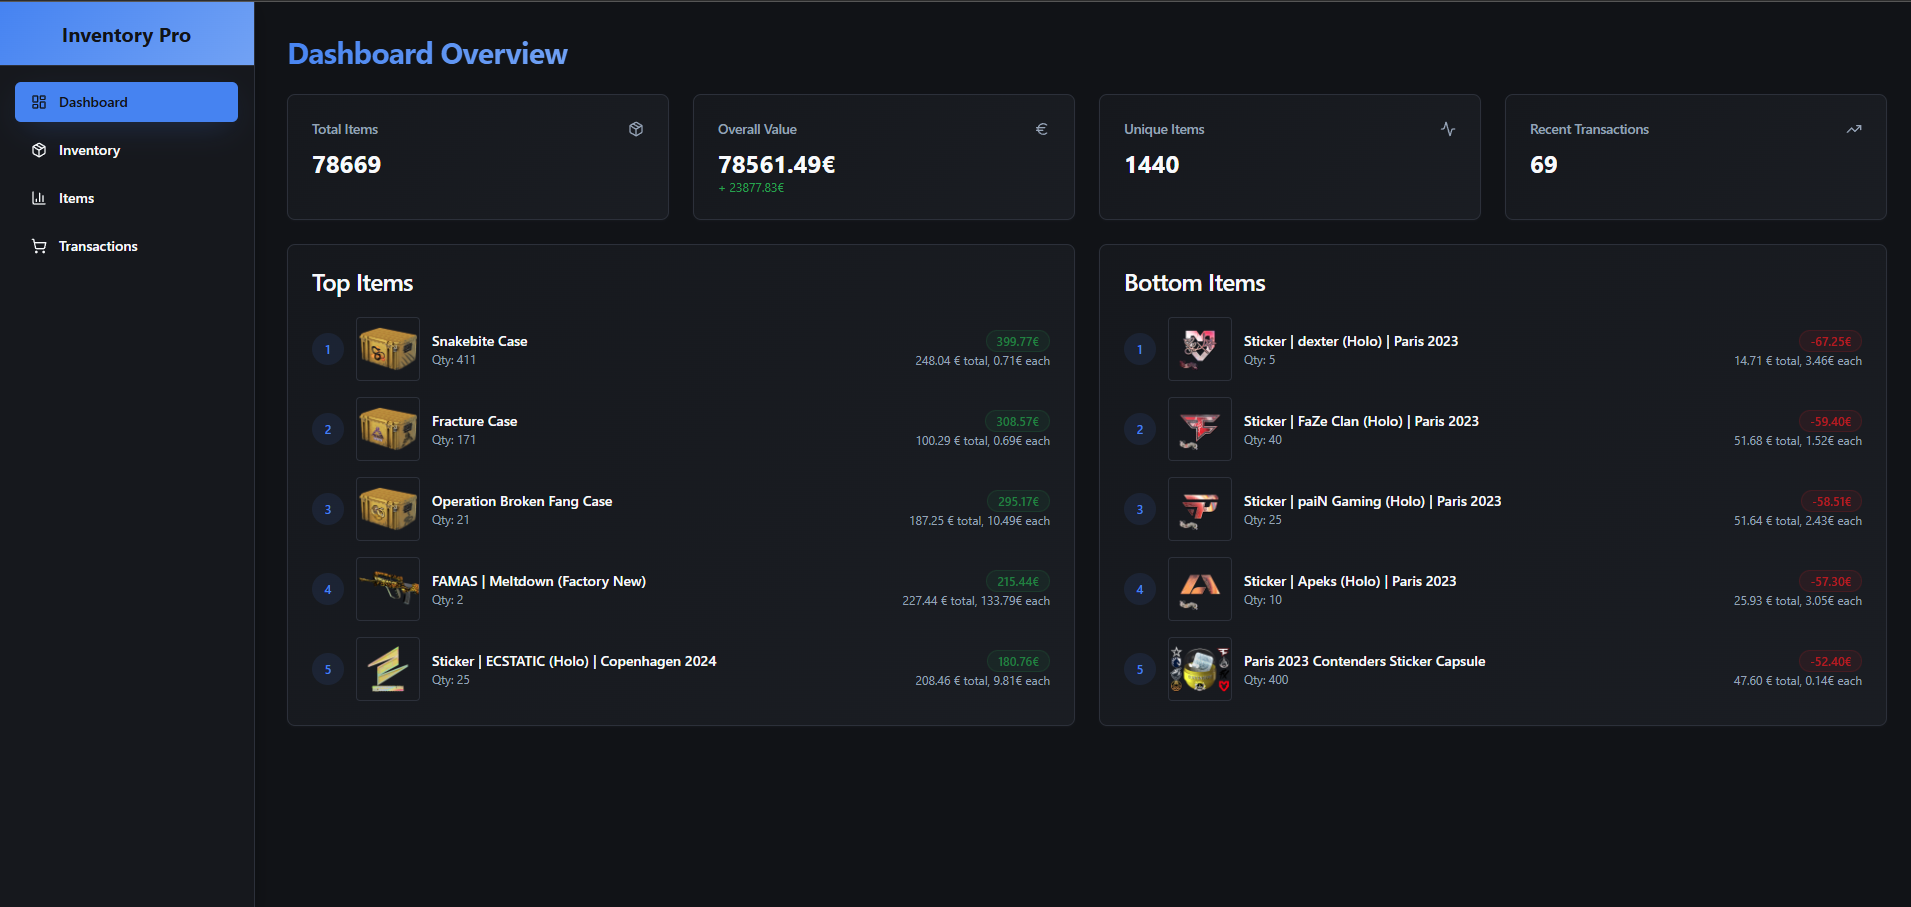 Inventory Pro
Dashboard
Inventory
Items
Transactions
Dashboard Overview
Total Items
78669
Overall Value
€
78561.49€
+ 23877.83€
Unique Items
1440
Recent Transactions
69
Top Items
1
Snakebite Case
Qty: 411
399.77€
248.04 € total, 0.71€ each
2
Fracture Case
Qty: 171
308.57€
100.29 € total, 0.69€ each
3
Operation Broken Fang Case
Qty: 21
295.17€
187.25 € total, 10.49€ each
4
FAMAS | Meltdown (Factory New)
Qty: 2
215.44€
227.44 € total, 133.79€ each
5
Sticker | ECSTATIC (Holo) | Copenhagen 2024
Qty: 25
180.76€
208.46 € total, 9.81€ each
Bottom Items
1
Sticker | dexter (Holo) | Paris 2023
Qty: 5
-67.25€
14.71 € total, 3.46€ each
2
Sticker | FaZe Clan (Holo) | Paris 2023
Qty: 40
-59.40€
51.68 € total, 1.52€ each
3
Sticker | paiN Gaming (Holo) | Paris 2023
Qty: 25
-58.51€
51.64 € total, 2.43€ each
4
Sticker | Apeks (Holo) | Paris 2023
Qty: 10
-57.30€
25.93 € total, 3.05€ each
5
Paris 2023 Contenders Sticker Capsule
Qty: 400
-52.40€
47.60 € total, 0.14€ each